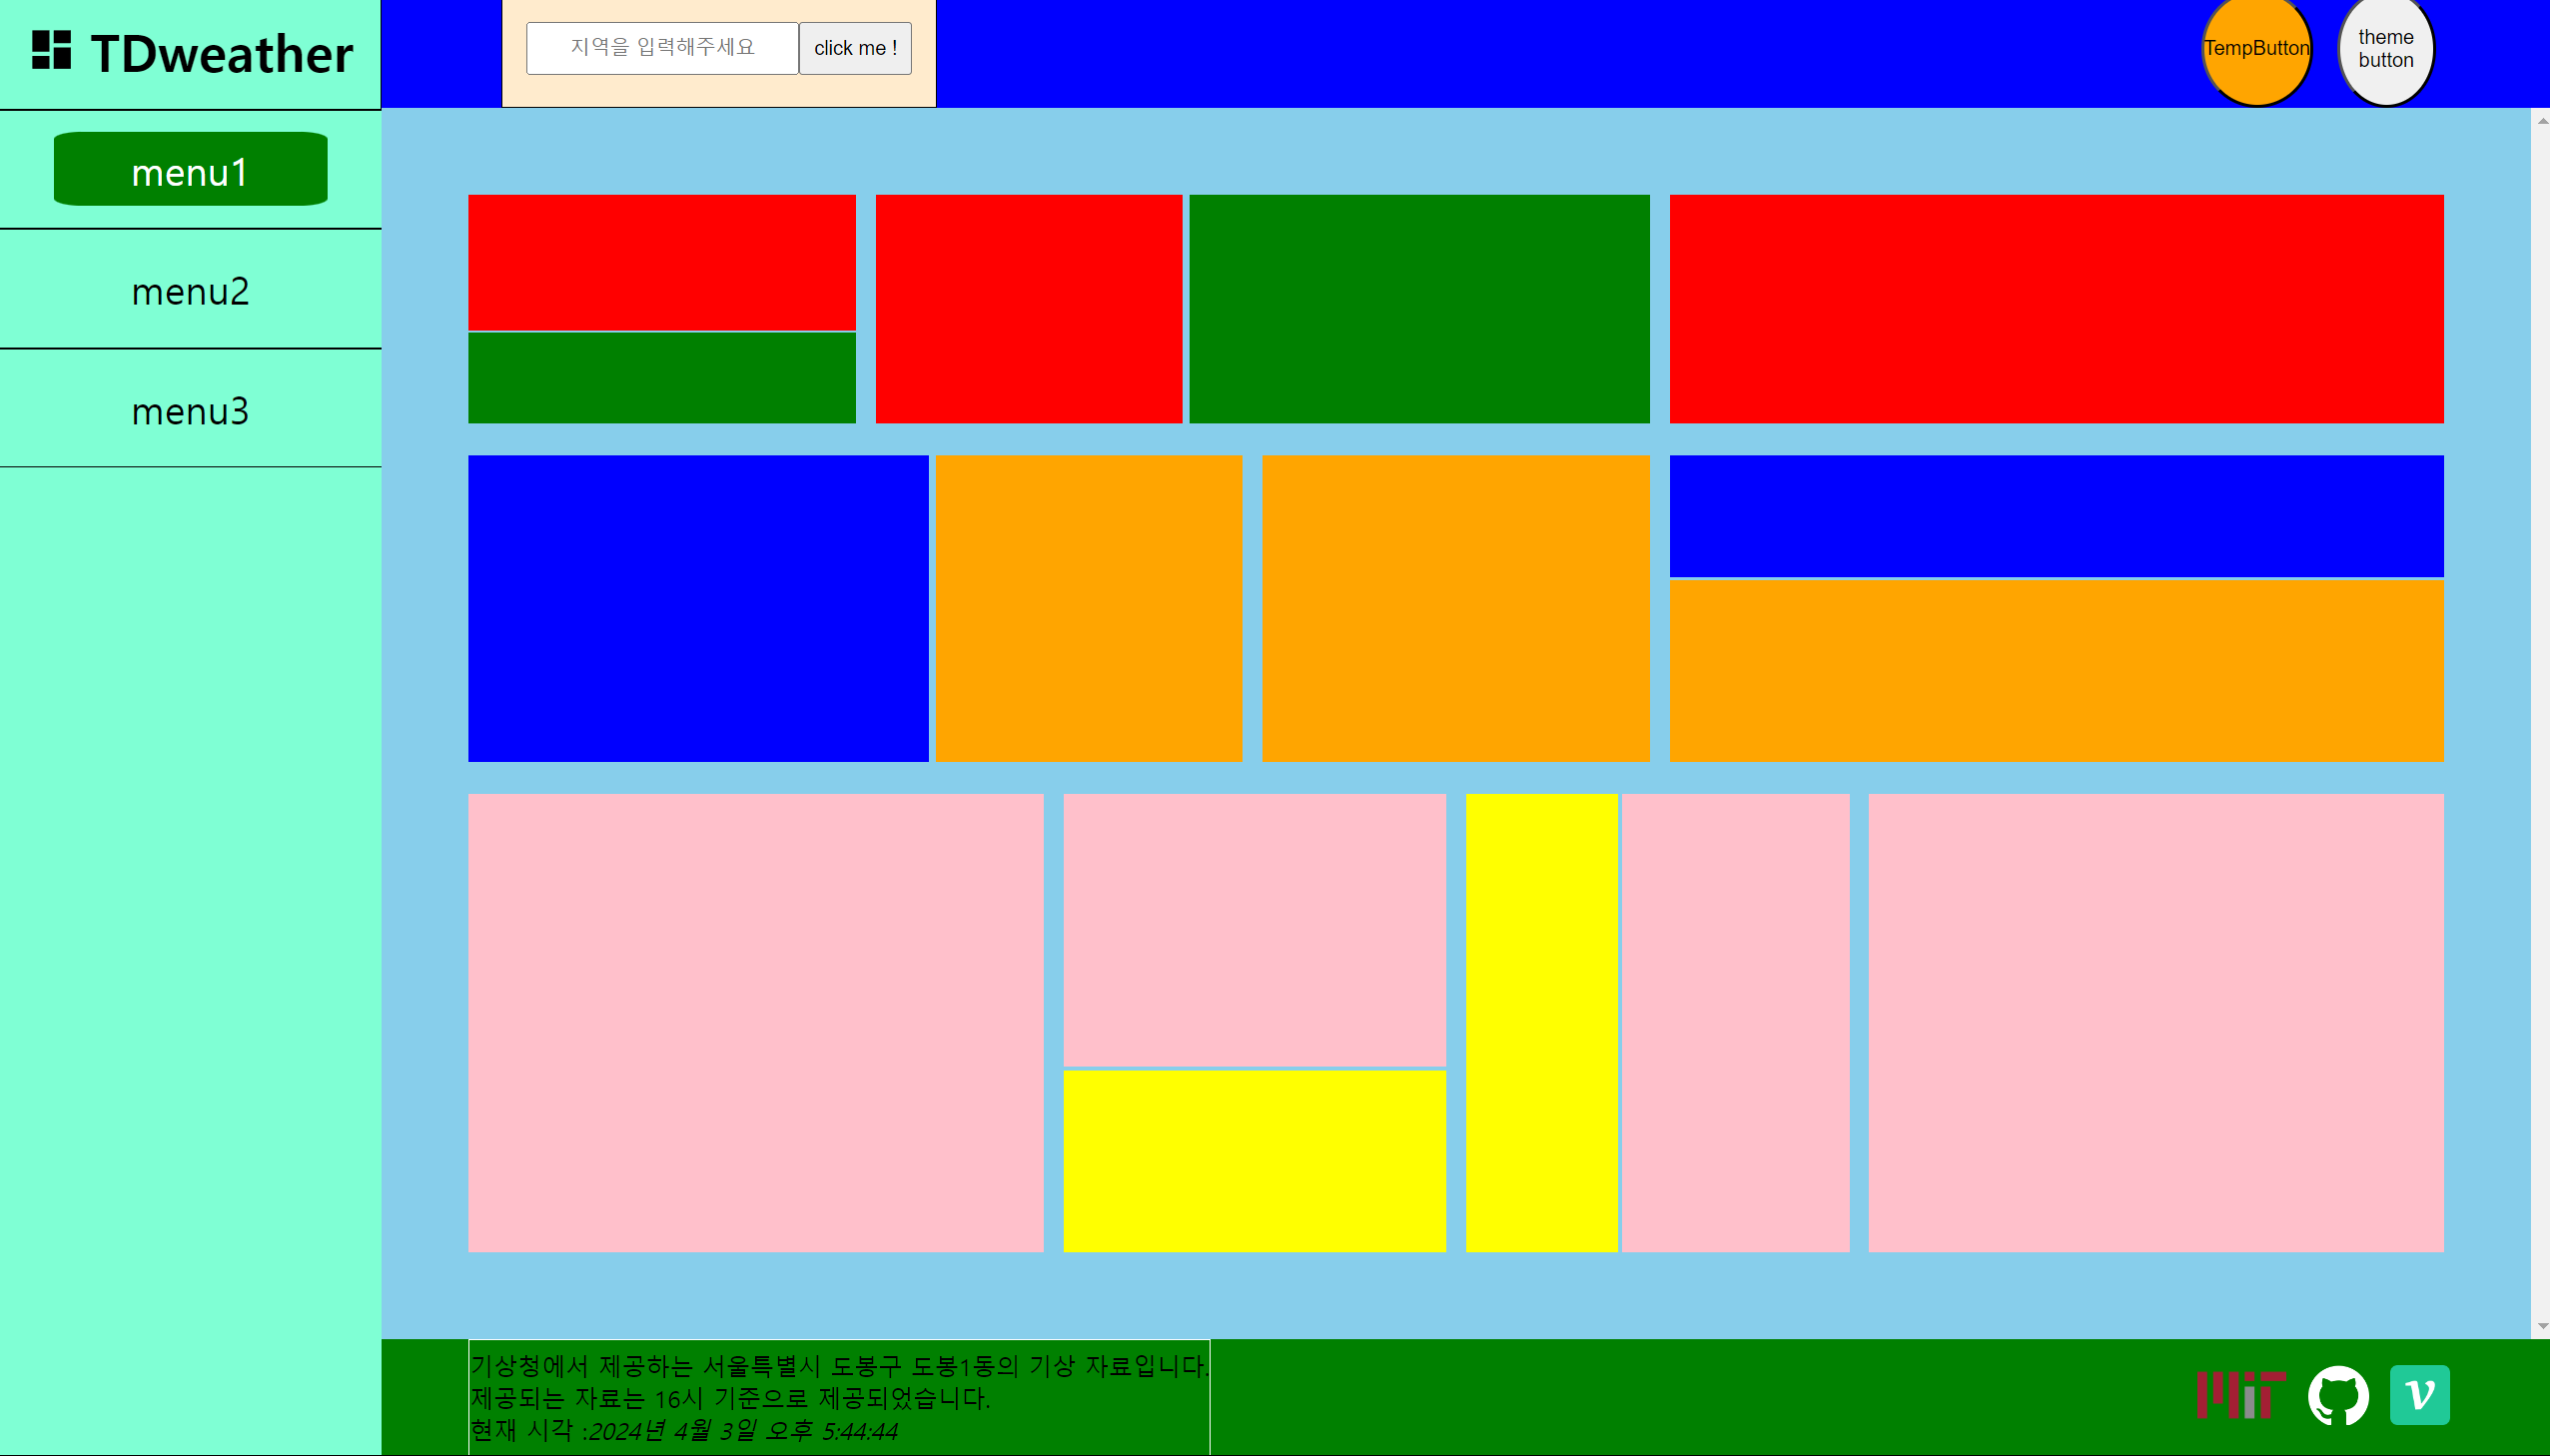 TDweather
지역을 입력해주세요
click me !
TempButton
theme
button
menu1
menu2
menu3
기상청에서 제공하는 서울특별시 도봉구 도봉1동의 기상 자료입니다.
제공되는 자료는 16시 기준으로 제공되었습니다.
현재 시각 :2024년 4월 3일 오후 5:44:44
MIT
v